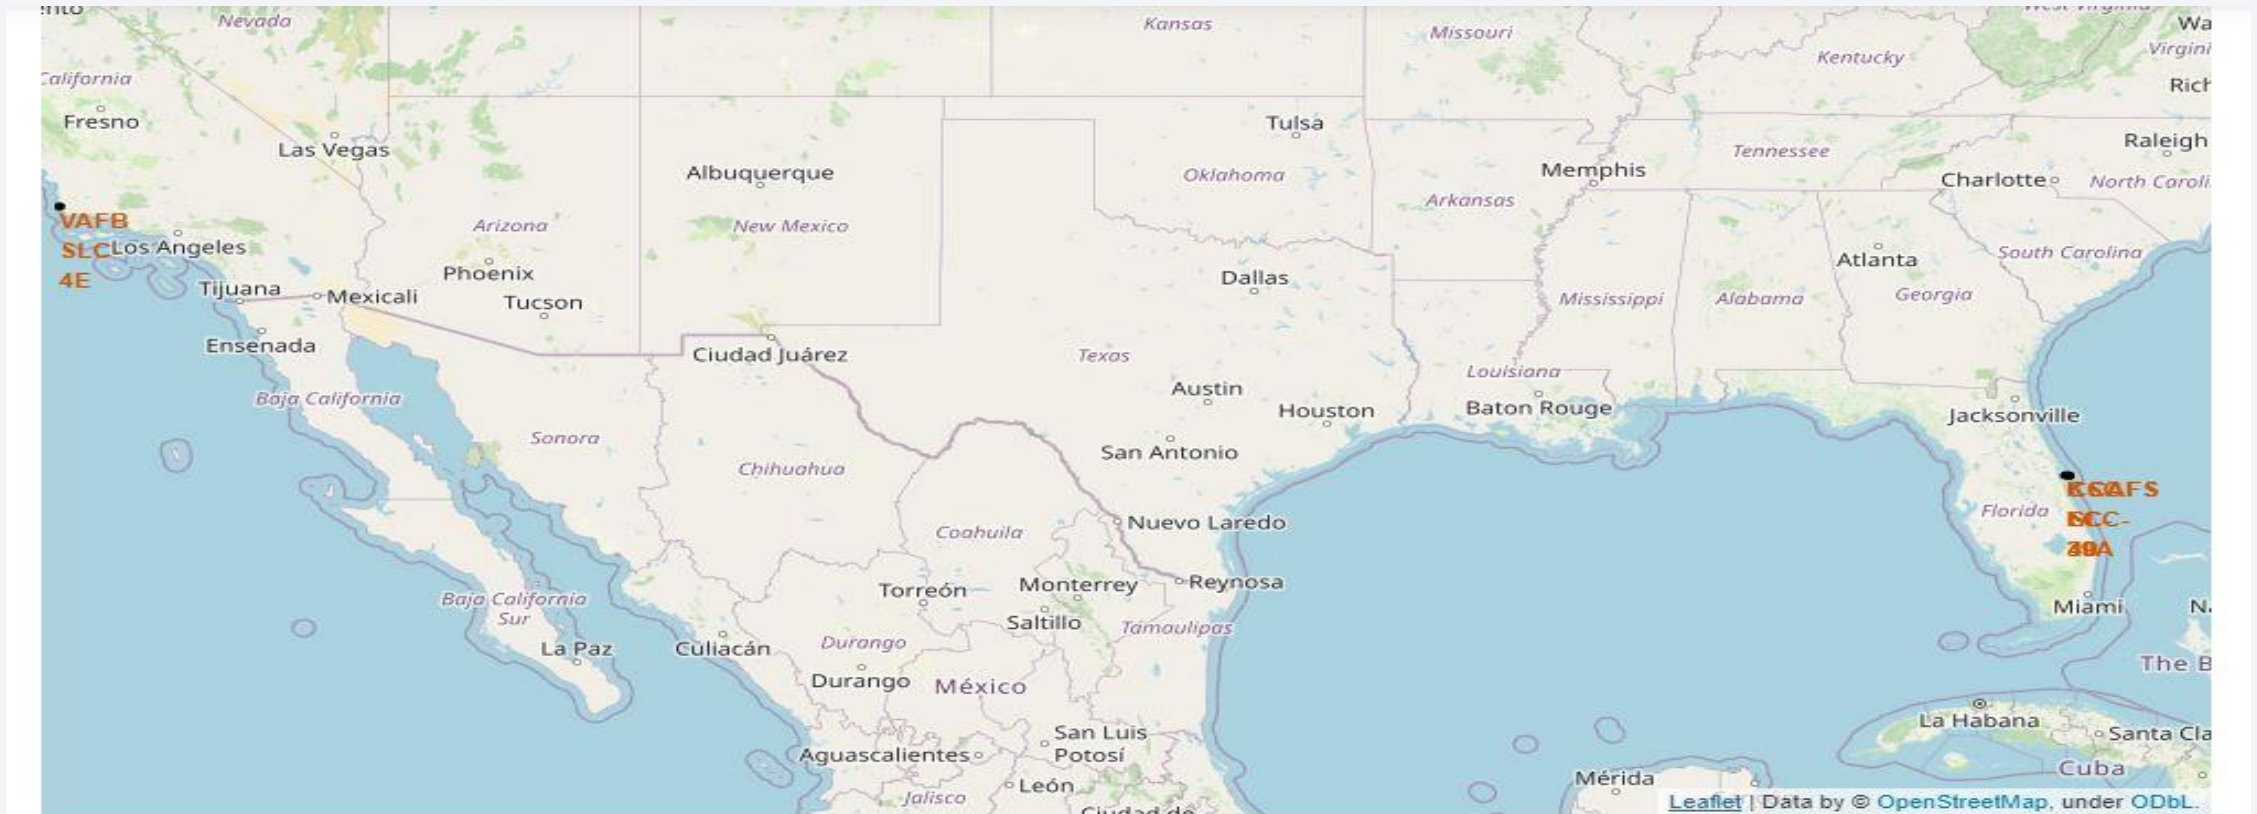 Nevada
Kansas
Missouri
Kentucky
Virgini
California
Fresno
Las Vegas
Tulsa
Rich
Albuquerque
Oklahoma
Memphis
Tennessee
Raleigh
Charlotte
North Caroli
Arizona
New Mexico
Arkansas
VAFB
SLC
4E
Los Angeles
Phoenix
Dallas
Atlanta
South Carolina
Tijuana
Mexicali
Tucson
Mississippi
Alabama
Georgia
Ensenada
Ciudad Juárez
Texas
Louisiana
Baja California
Austin
Houston
Baton Rouge
Jacksonville
Sonora
Chihuahua
San Antonio
Florida
Coahuila
Nuevo Laredo
Torreón
Monterrey
Reynosa
Baja California
Sur
Saltillo
Tamaulipas
Miami
La Paz
Culiacán
Durango
Durango
México
The B
La Habana
Santa Cla
Aguascalientes
San Luis
Potosí
Cuba
León
Mérida
Jalisco
Leaflet | Data by © OpenStreetMap, under ODbL.